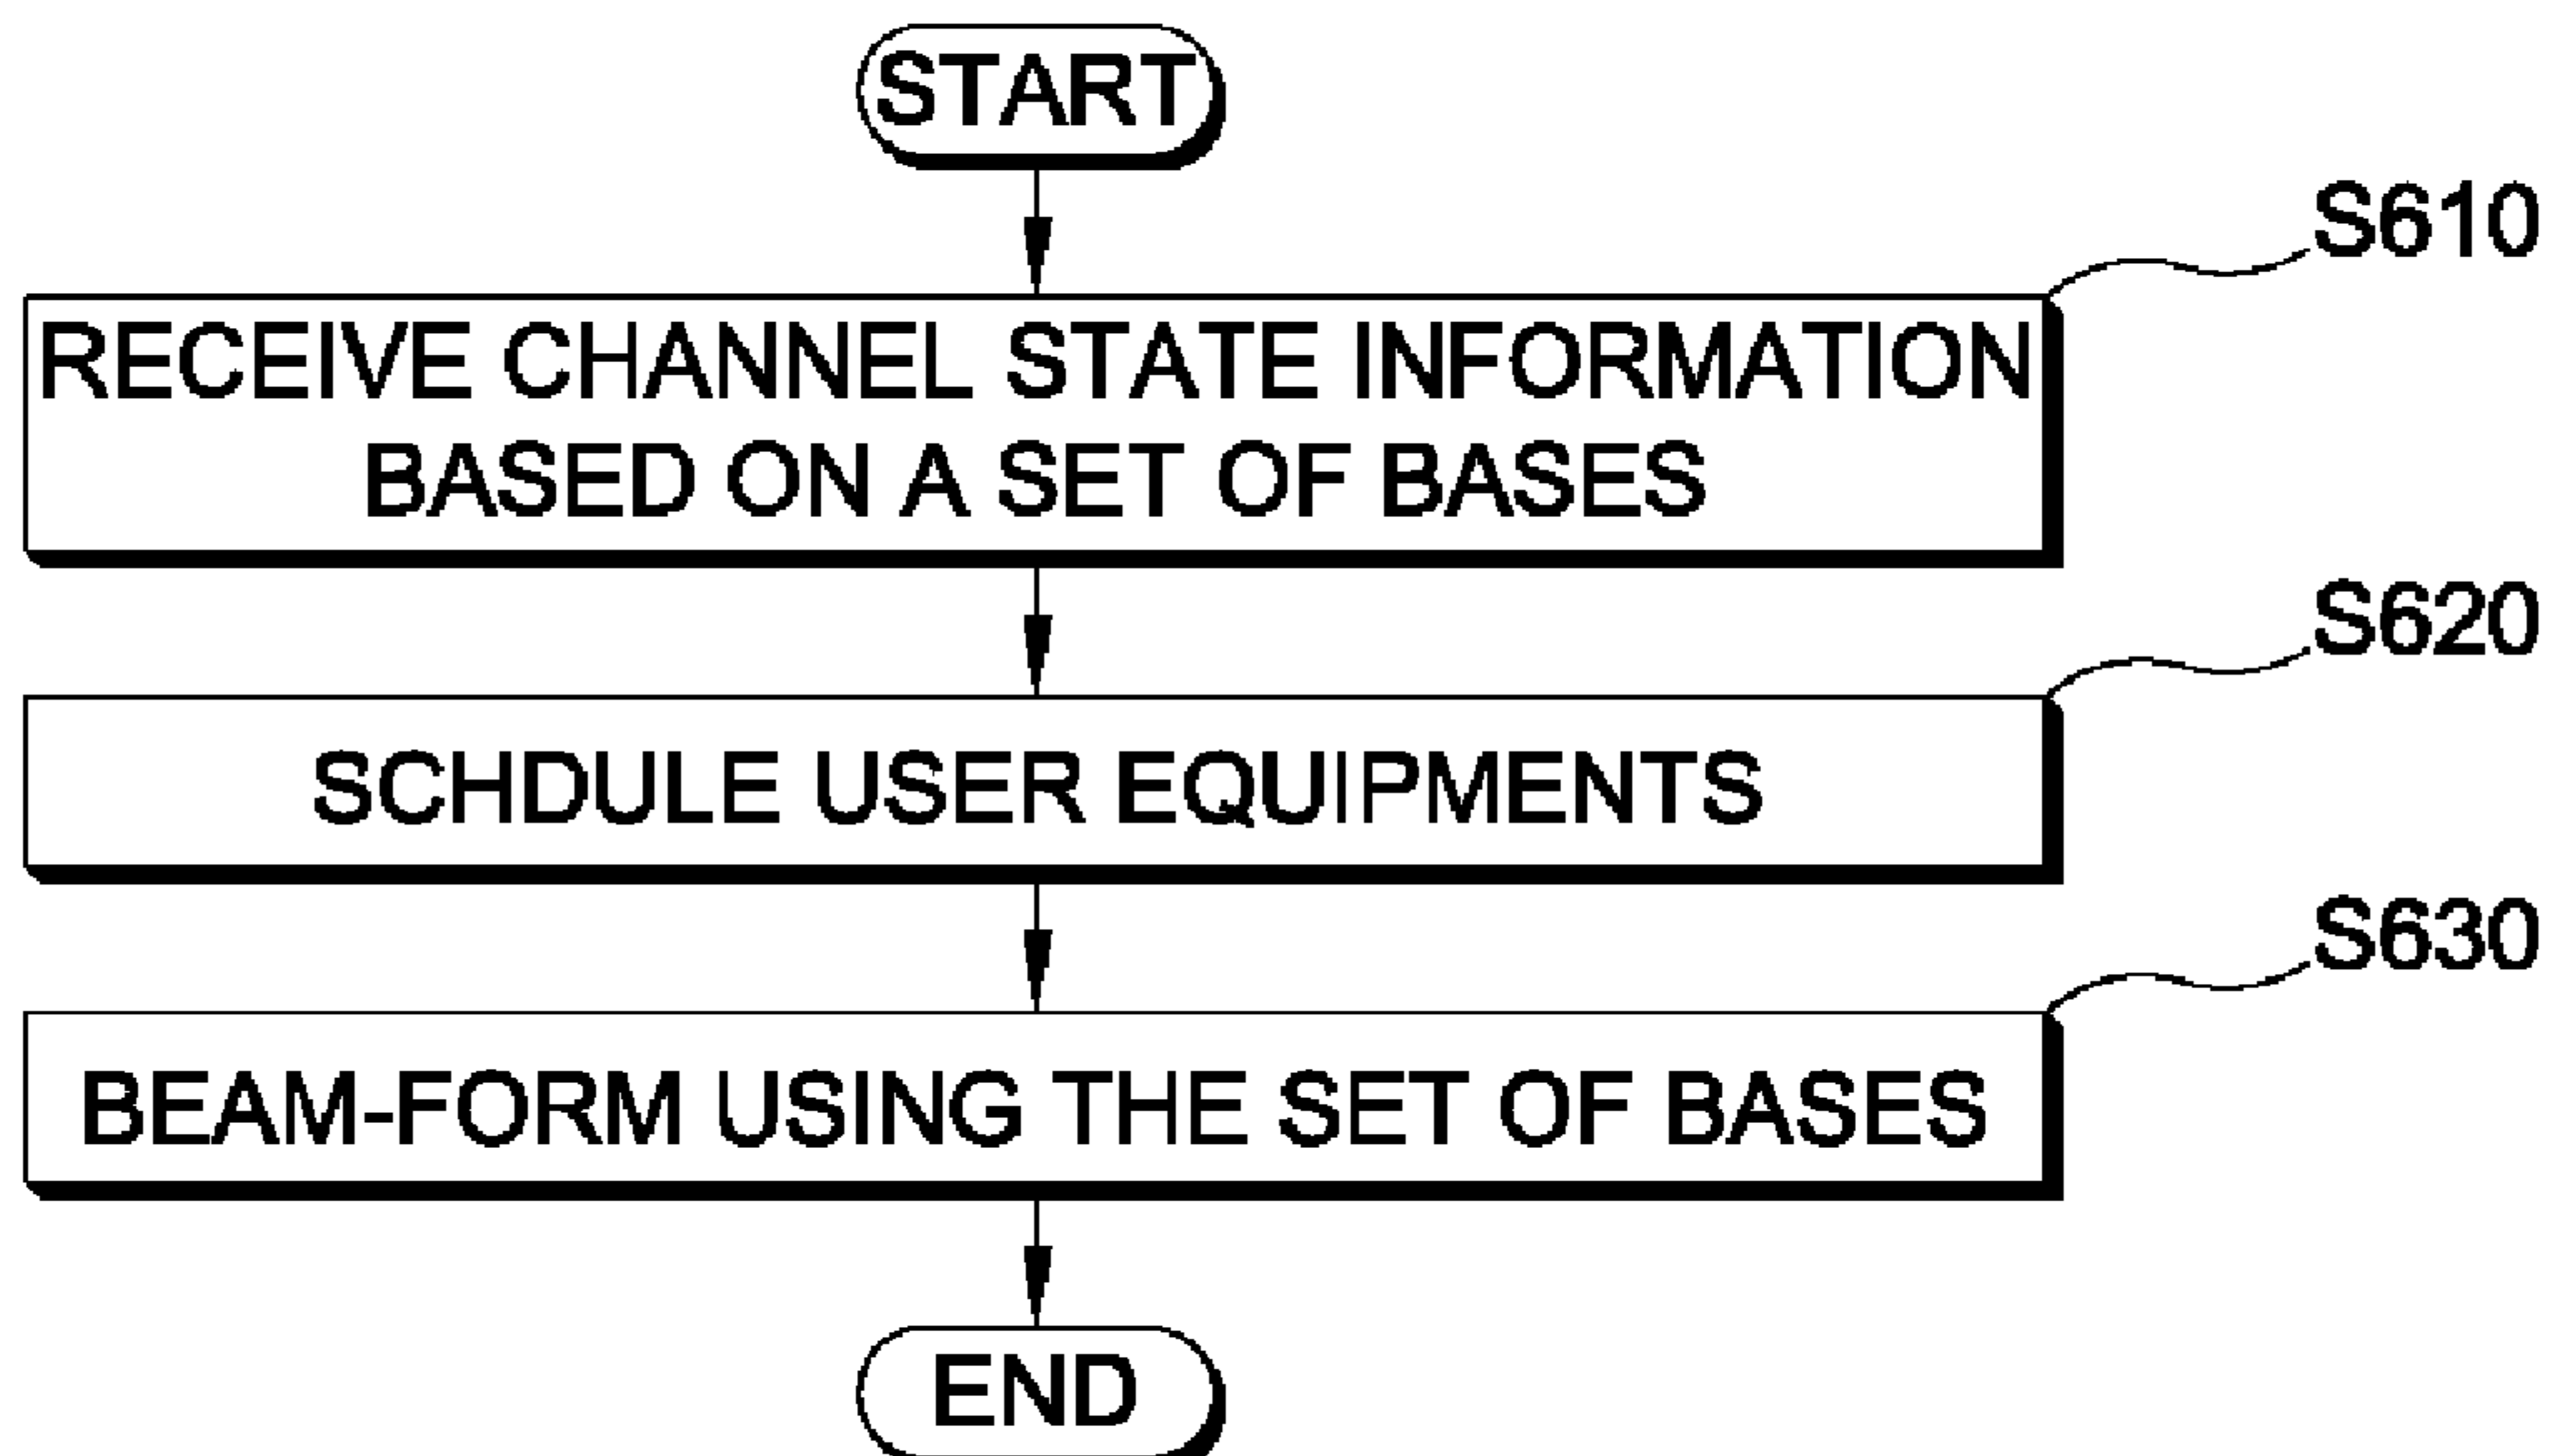 START
S610
RECEIVE CHANNEL STATE INFORMATION
BASED ON A SET OF BASES
S620
SCHDULE USER EQUIPMENTS
S630
BEAM-FORM USING THE SET OF BASES
END